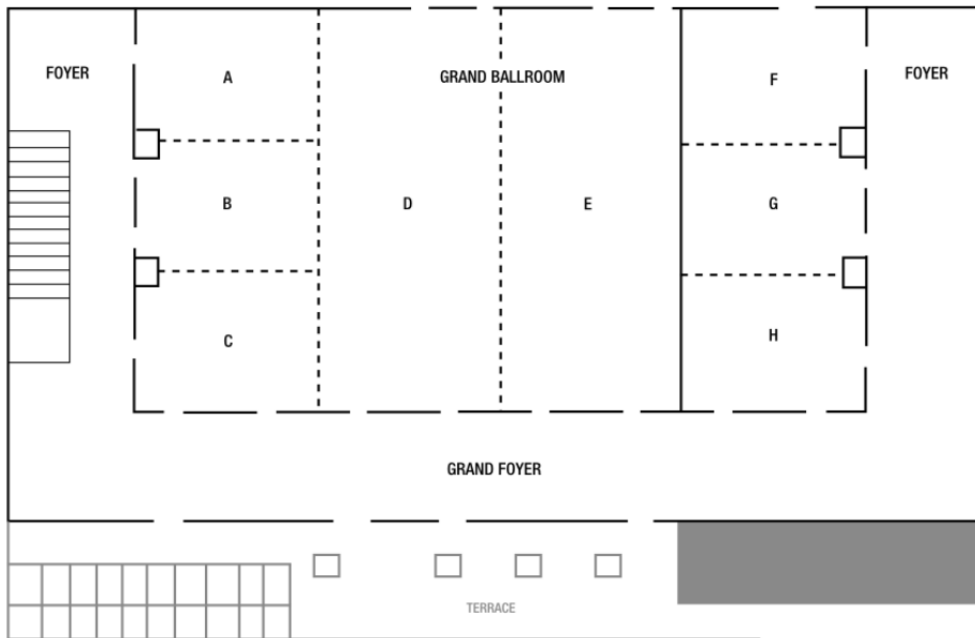 FOYER
A
GRAND BALLROOM
F
FOYER
B
D
E
G
C
H
GRAND FOYER
TERRACE